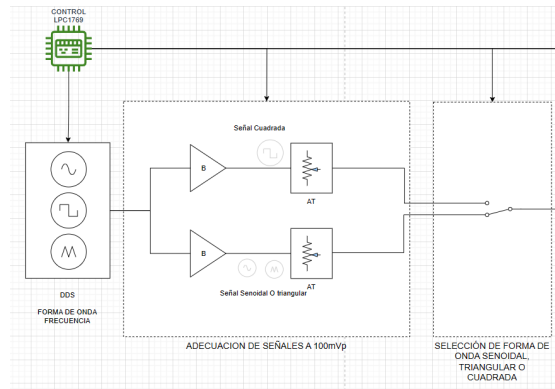 CONTROL
LPC1769
Señal Cuadrada
B
AT
B
Señal Senoidal O triangular
AT
DDS
FORMA DE ONDA
FRECUENCIA
ADECUACION DE SEÑALES A 100mVp
SELECCIÓN DE FORMA DE
ONDA SENOIDAL,
TRIANGULAR O
CUADRADA